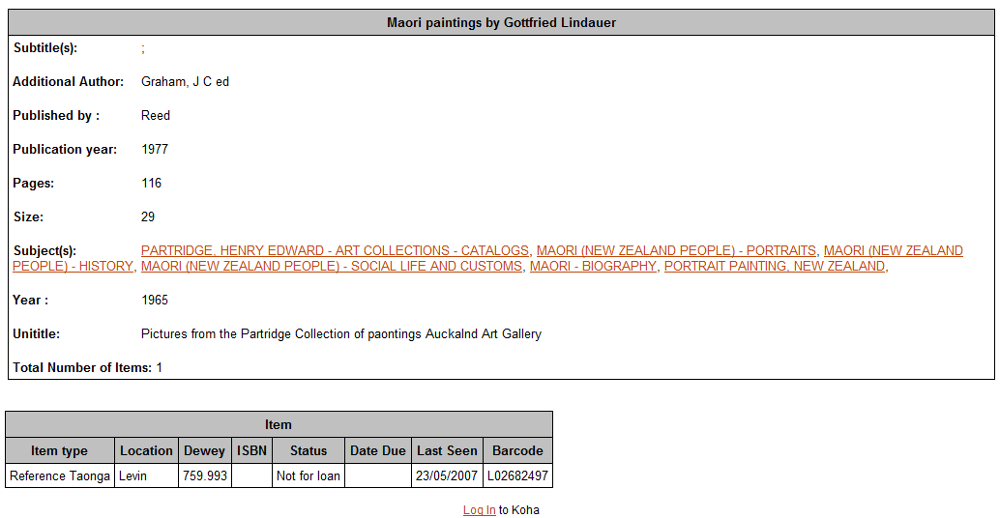 Maori paintings by Gottfried Lindauer
Subtitle(s): ;
Additional Author: Graham, J C ed
Published by : Reed
Publication year: 1977
Pages: 116
Size: 29
Subject(s): PARTRIDGE, HENRY EDWARD - ART COLLECTIONS - CATALOGS, MAORI (NEW ZEALAND PEOPLE) - PORTRAITS, MAORI (NEW ZEALAND
PEOPLE) - HISTORY, MAORI (NEW ZEALAND PEOPLE) - SOCIAL LIFE AND CUSTOMS, MAORI - BIOGRAPHY, PORTRAIT PAINTING, NEW ZEALAND,
Year : 1965
Unititle: Pictures from the Partridge Collection of paontings Auckalnd Art Gallery
Total Number of Items: 1
Item
Item type Location Dewey ISBN Status Date Due Last Seen Barcode
Reference Taonga Levin 759.993 Not for loan 23/05/2007 L02682497
Log In to Koha